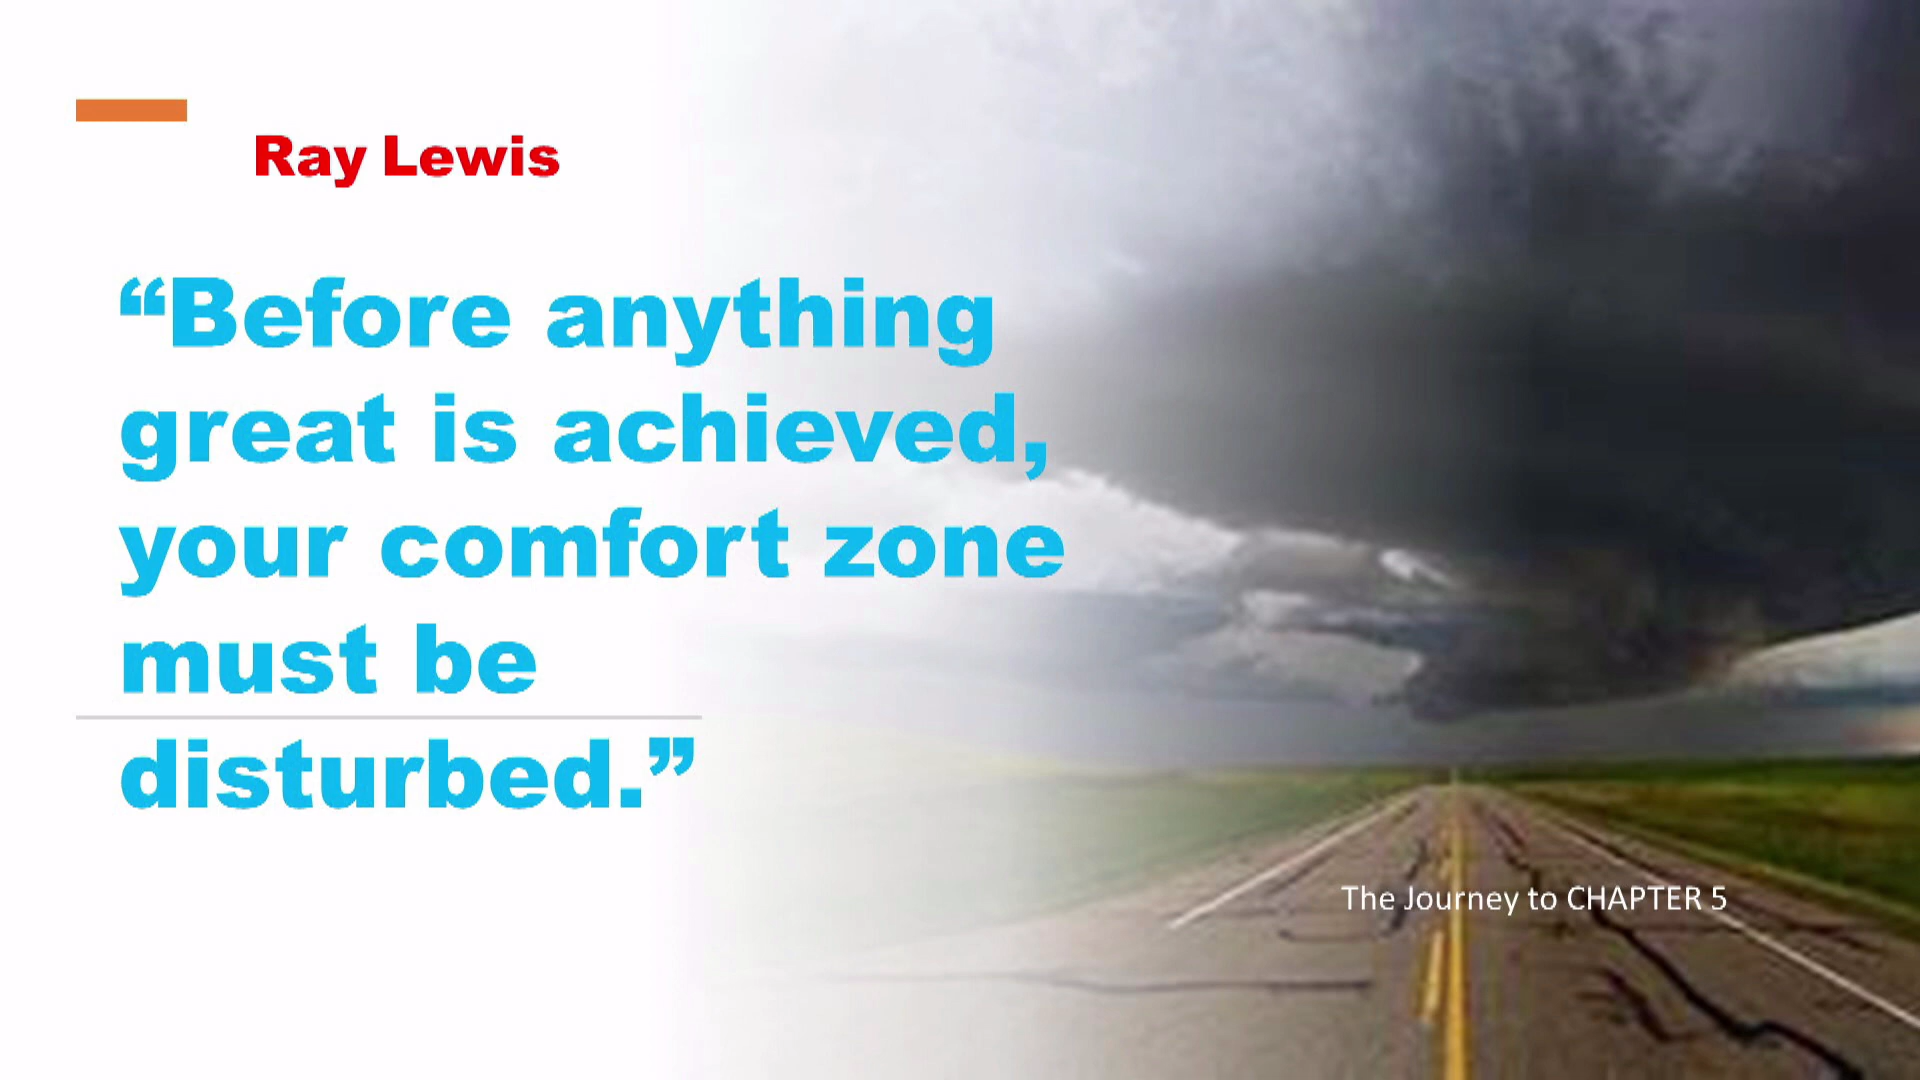 Ray Lewis
“Before anything
great is achieved,
your comfort zone
must be
disturbed.”
The Journey to CHAPTER 5